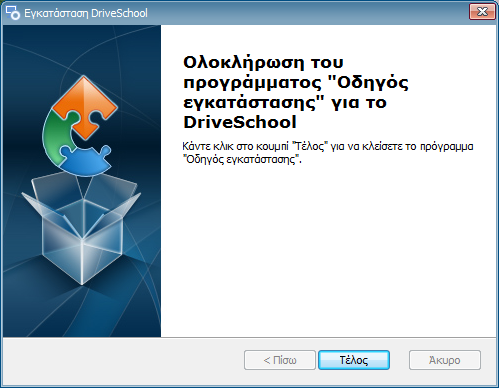 Εγκατάσταση DriveSchool
Ολοκλήρωση του
προγράμματος "Οδηγός
εγκατάστασης" για το
DriveSchool
Κάντε κλικ στο κουμπί "Τέλος" για να κλείσετε το πρόγραμμα
"Οδηγός εγκατάστασης".
< Πίσω
Τέλος
Άκυρο